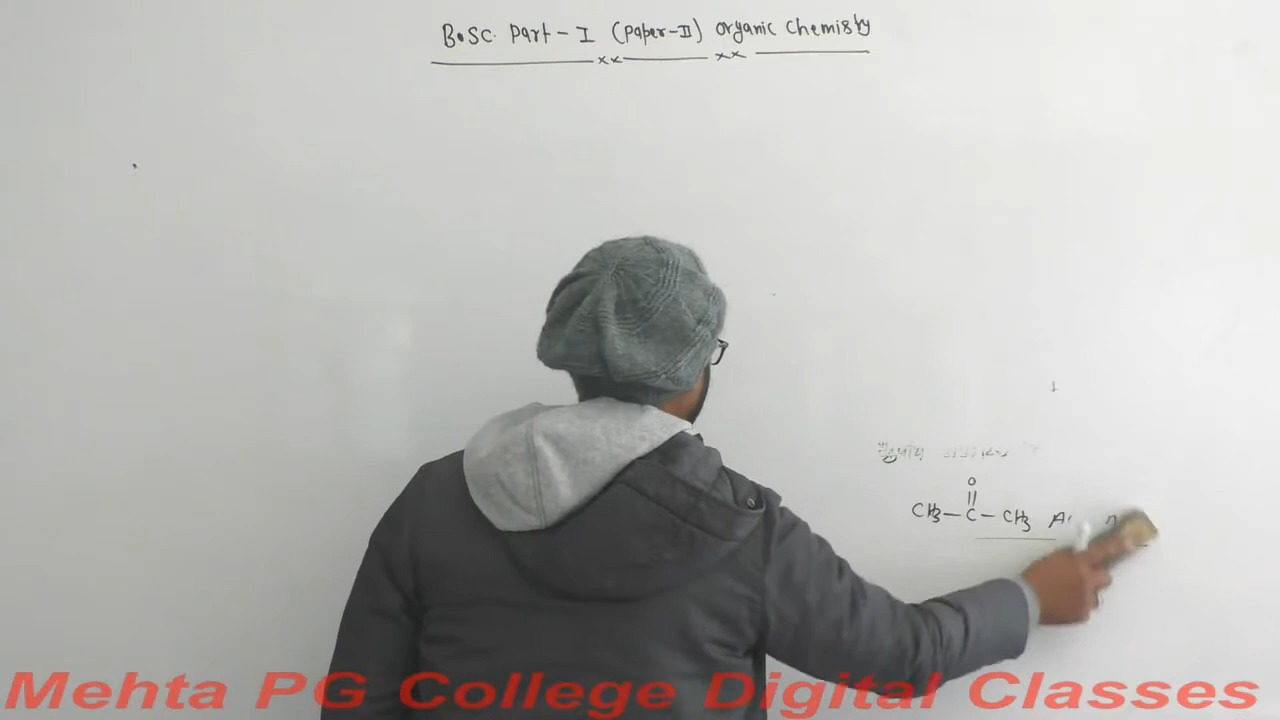 B.SC. Part-I (Paper-II) Organic Chemistry
xx xx
O
||
CH3-C-CH3
Mehta PG College Digital Classes